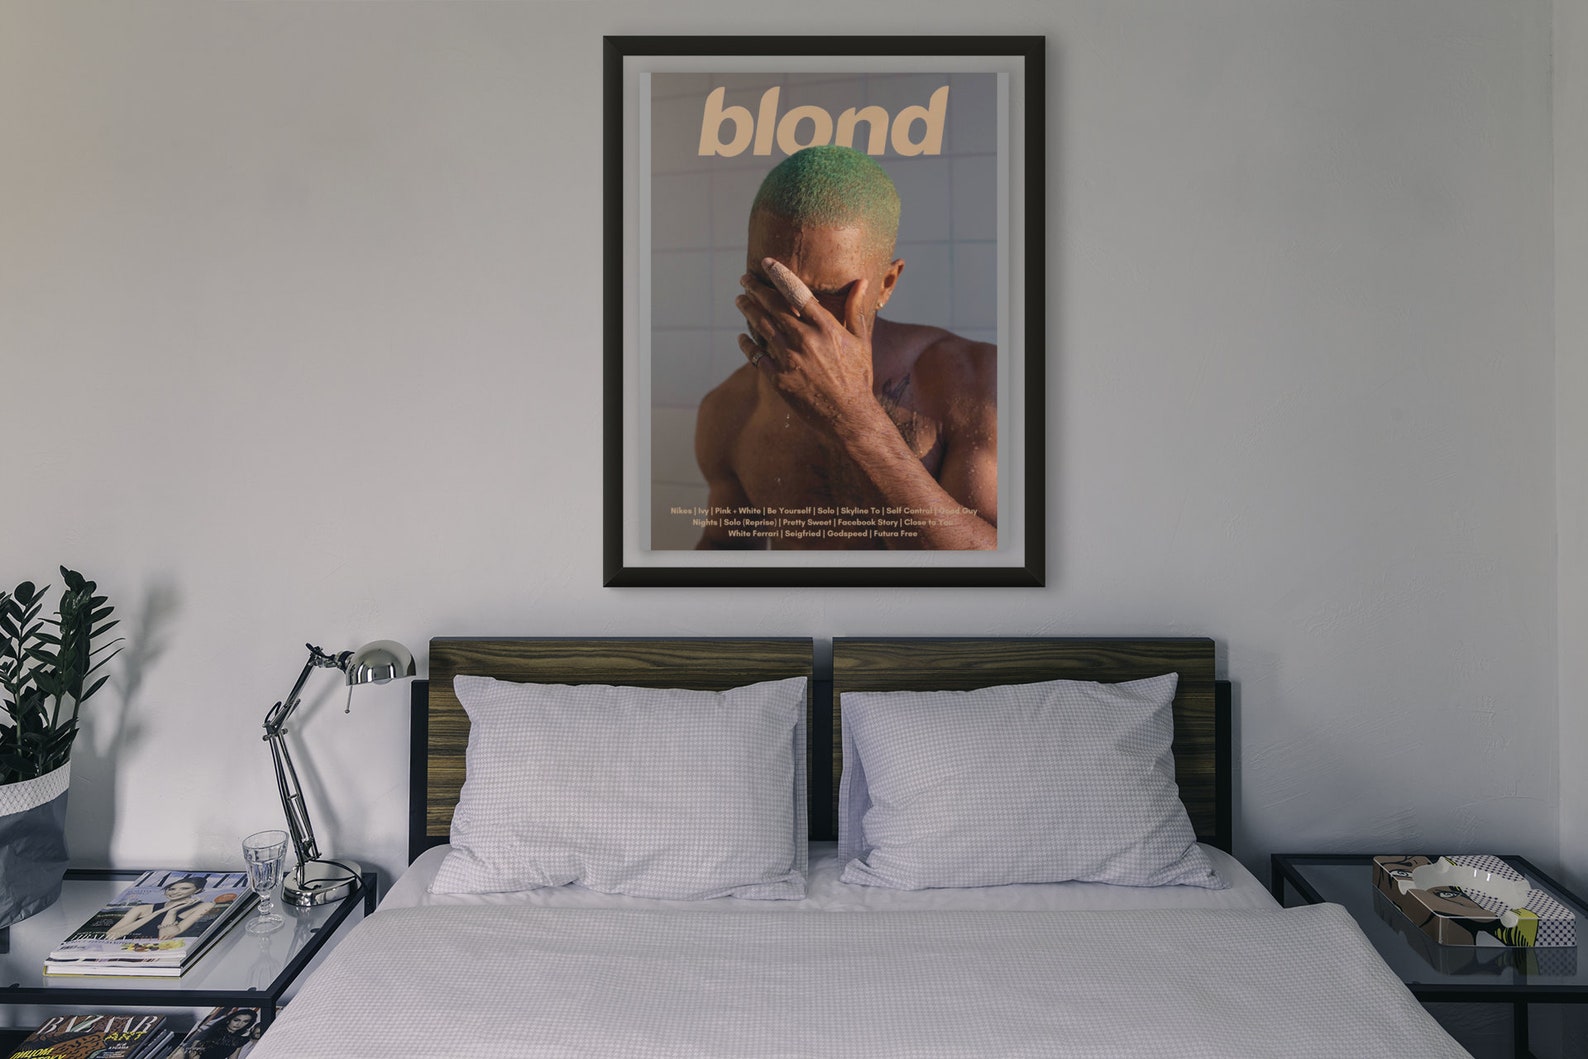 blond
Nikes | Ivy | Pink + White | Be Yourself | Solo | Skyline To | Self Control | Good Guy
Nights | Solo (Reprise) | Pretty Sweet | Facebook Story | Close to You
White Ferrari | Seigfried | Godspeed | Futura Free
BAZAAR
ART